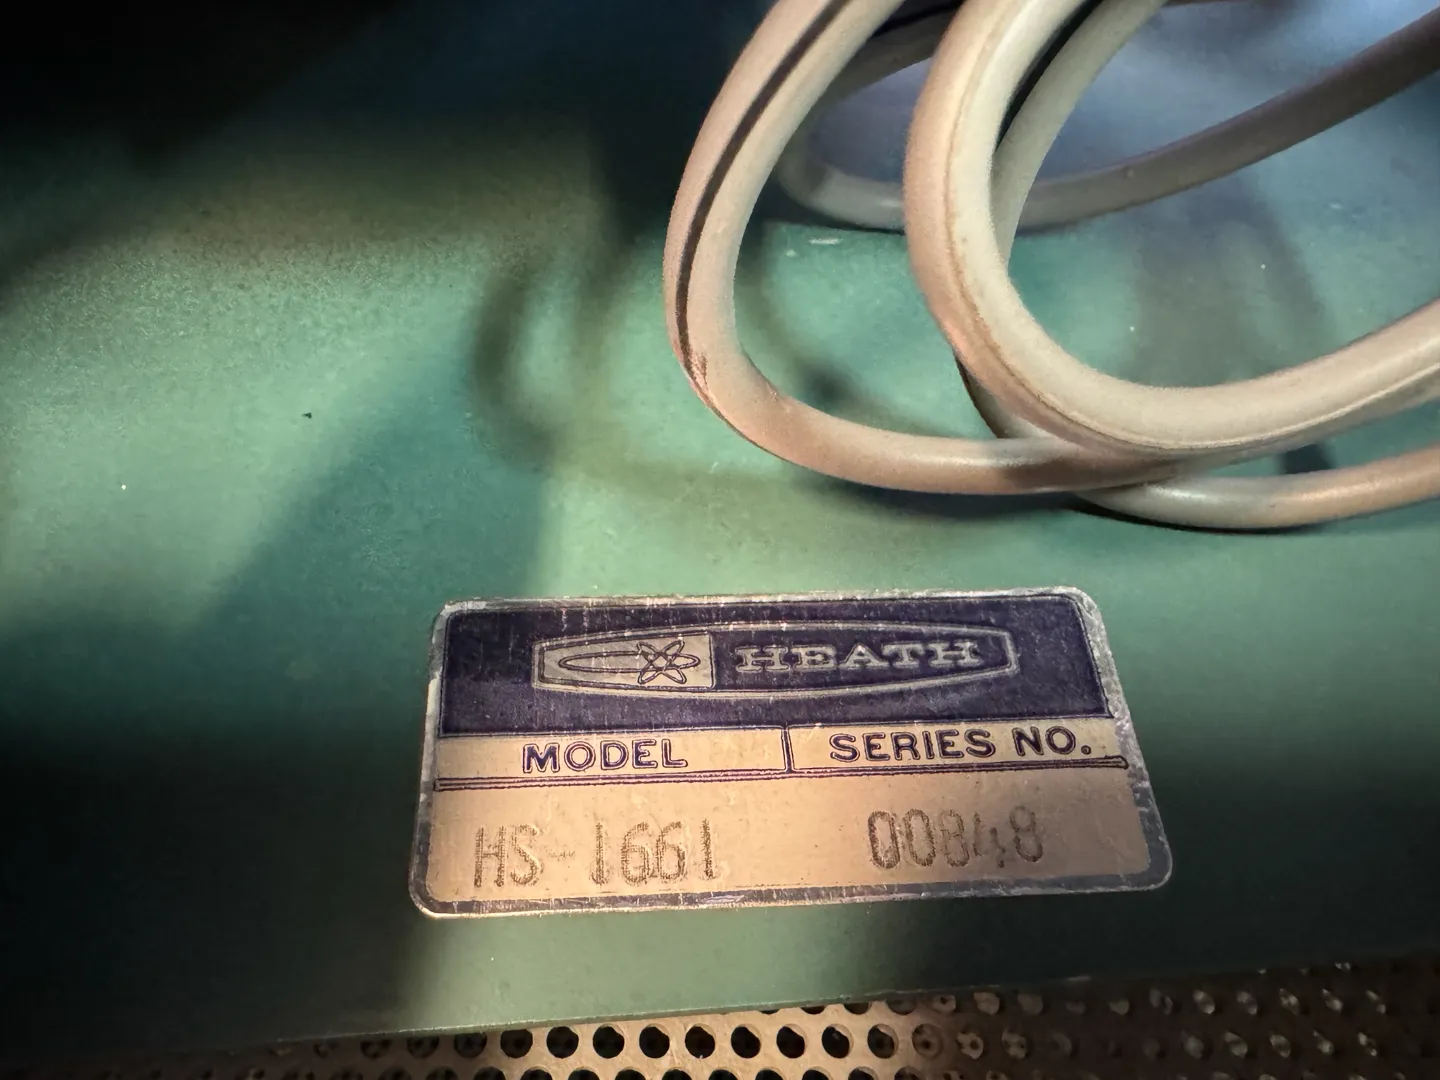 HEATH
MODEL SERIES NO.
HS-1661 00848